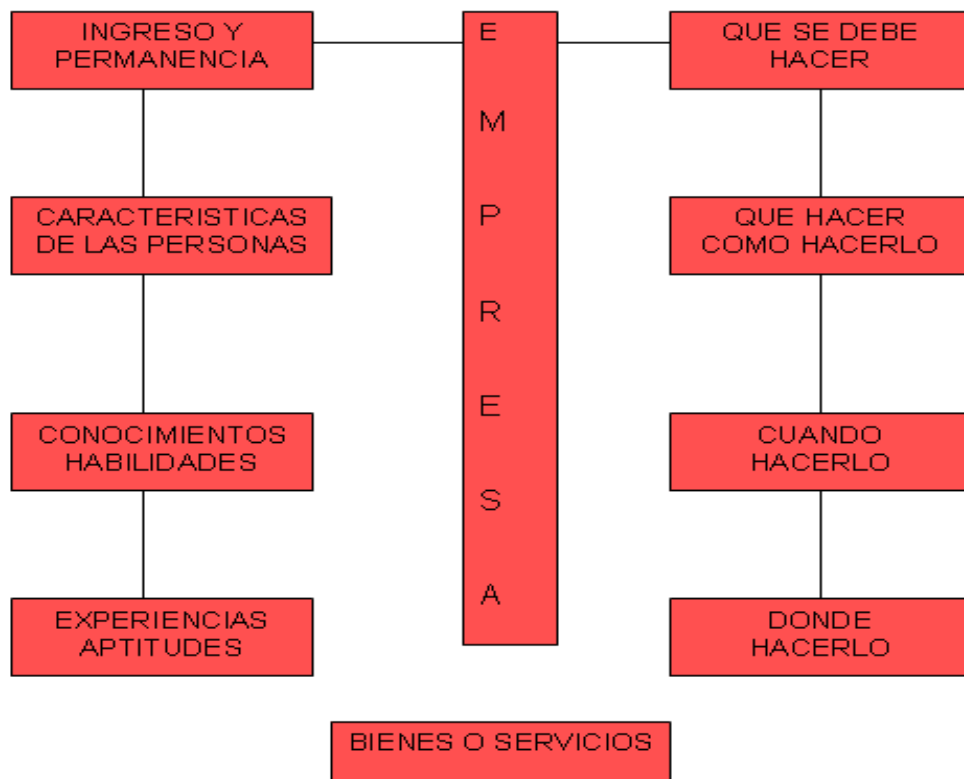 INGRESO Y
PERMANENCIA
CARACTERISTICAS
DE LAS PERSONAS
CONOCIMIENTOS
HABILIDADES
EXPERIENCIAS
APTITUDES
E
M
P
R
E
S
A
QUE SE DEBE
HACER
QUE HACER
COMO HACERLO
CUANDO
HACERLO
DONDE
HACERLO
BIENES O SERVICIOS